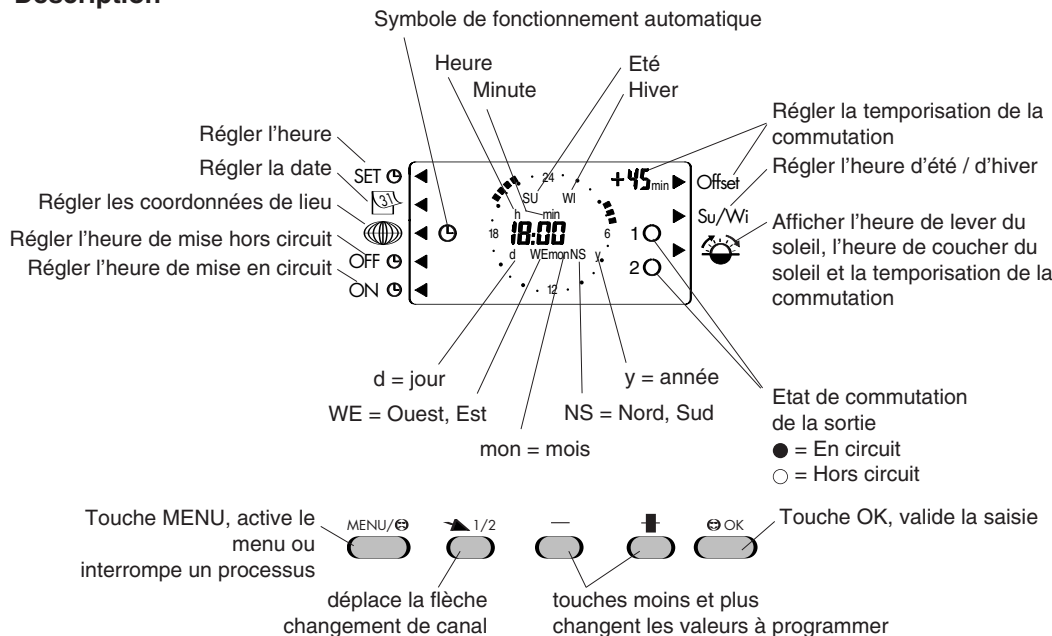 Description
Symbole de fonctionnement automatique
Heure
Minute
Eté
Hiver
Régler la temporisation de la
commutation
Régler l'heure d'été / d'hiver
Afficher l'heure de lever du
soleil, l'heure de coucher du
soleil et la temporisation de la
commutation
Régler l'heure
Régler la date
Régler les coordonnées de lieu
Régler l'heure de mise hors circuit
Régler l'heure de mise en circuit
SET
31
OFF
ON
24
SU WI
h min
18 18:00 6
d WEmonNS y
12
+45min
1
2
Offset
Su/Wi
d = jour
WE = Ouest, Est
mon = mois
y = année
NS = Nord, Sud
Etat de commutation
de la sortie
● = En circuit
○ = Hors circuit
Touche MENU, active le
menu ou
interrompe un processus
MENU/
1/2
—
+
OK
Touche OK, valide la saisie
déplace la flèche
changement de canal
touches moins et plus
changent les valeurs à programmer